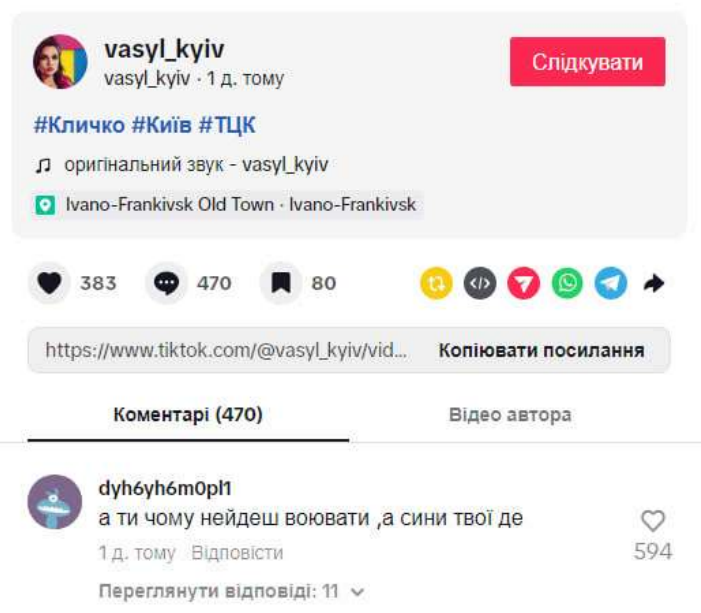 vasyl_kyiv
vasyl_kyiv · 1 д. тому
Слідкувати
#Кличко #Київ #ТЦК
оригінальний звук - vasyl_kyiv
Ivano-Frankivsk Old Town · Ivano-Frankivsk
383
470
80
https://www.tiktok.com/@vasyl_kyiv/vid...
Копіювати посилання
Коментарі (470)
Відео автора
dyh6yh6m0pl1
а ти чому нейдеш воювати ,а сини твої де
594
1 д. тому Відповісти
Переглянути відповіді: 11